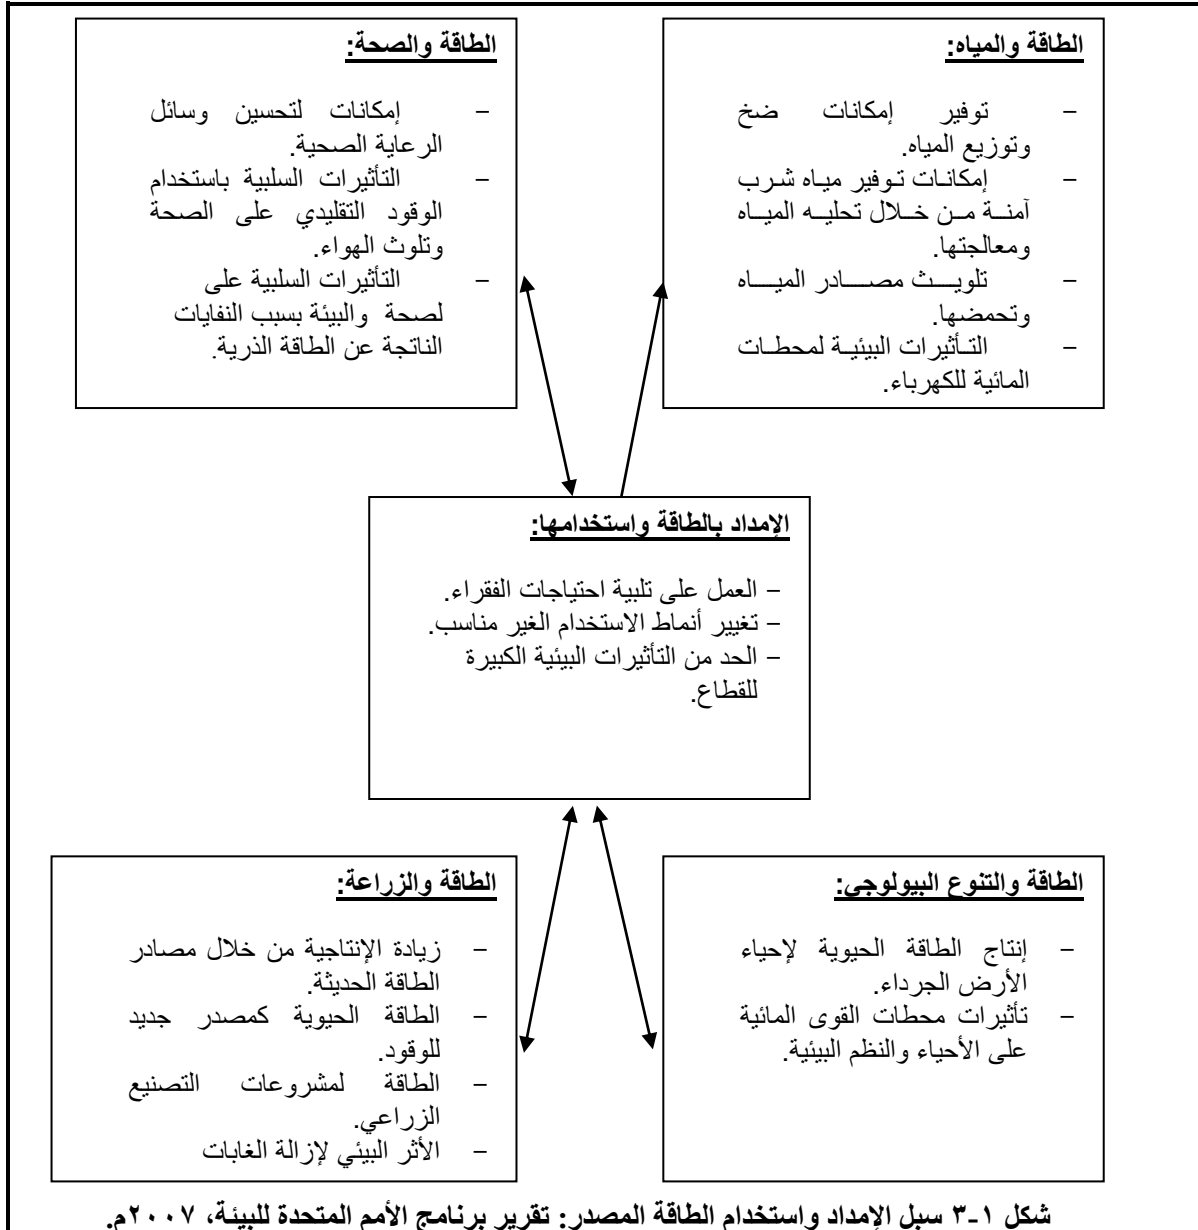 الطاقة والمياه:
– توفير إمكانات ضخ
وتوزيع المياه.
– إمكانات توفير مياه شرب
آمنة من خلال تحليه المياه
ومعالجتها.
– تلويث مصادر المياه
وتحمضها.
– التأثيرات البيئية لمحطات
المائية للكهرباء.
الطاقة والصحة:
– إمكانات لتحسين وسائل
الرعاية الصحية.
– التأثيرات السلبية باستخدام
الوقود التقليدي على الصحة
وتلوث الهواء.
– التأثيرات السلبية على
لصحة والبيئة بسبب النفايات
الناتجة عن الطاقة الذرية.
الإمداد بالطاقة واستخدامها:
– العمل على تلبية احتياجات الفقراء.
– تغيير أنماط الاستخدام الغير مناسب.
– الحد من التأثيرات البيئية الكبيرة
للقطاع.
الطاقة والتنوع البيولوجي:
– إنتاج الطاقة الحيوية لإحياء
الأرض الجرداء.
– تأثيرات محطات القوى المائية
على الأحياء والنظم البيئية.
الطاقة والزراعة:
– زيادة الإنتاجية من خلال مصادر
الطاقة الحديثة.
– الطاقة الحيوية كمصدر جديد
للوقود.
– الطاقة لمشروعات التصنيع
الزراعي.
– الأثر البيئي لإزالة الغابات
شكل ١-٣ سبل الإمداد واستخدام الطاقة المصدر: تقرير برنامج الأمم المتحدة للبيئة، ٢٠٠٧م.